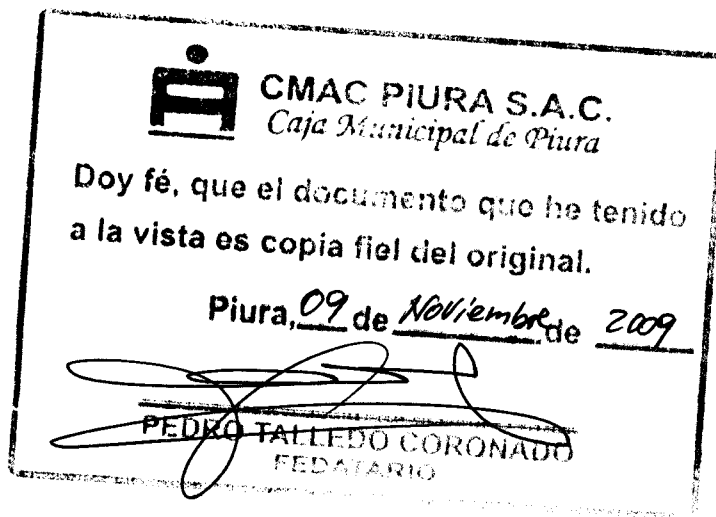 CMAC PIURA S.A.C.
Caja Municipal de Piura
Doy fé, que el documento que he tenido
a la vista es copia fiel del original.
Piura, 09 de Noviembre de 2009
PEDRO TALLEDO CORONADO
FEDATARIO